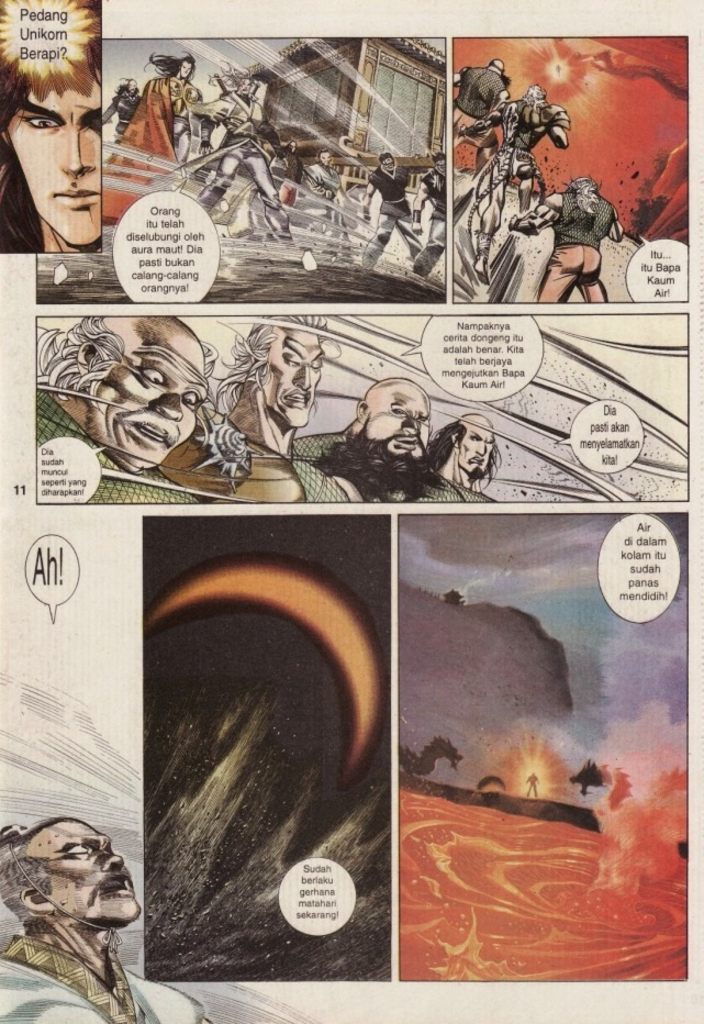 Pedang
Unikorn
Berapi?
Orang
itu telah
diselubungi oleh
aura maut! Dia
pasti bukan
calang-calang
orangnya!
Itu...
itu Bapa
Kaum
Air!
Nampaknya
cerita dongeng itu
adalah benar. Kita
telah berjaya
mengejutkan Bapa
Kaum Air!
Dia
pasti akan
menyelamatkan
kita!
Dia
sudah
muncul
seperti yang
diharapkan!
11
Ah!
Air
di dalam
kolam itu
sudah
panas
mendidih!
Sudah
berlaku
gerhana
matahari
sekarang!